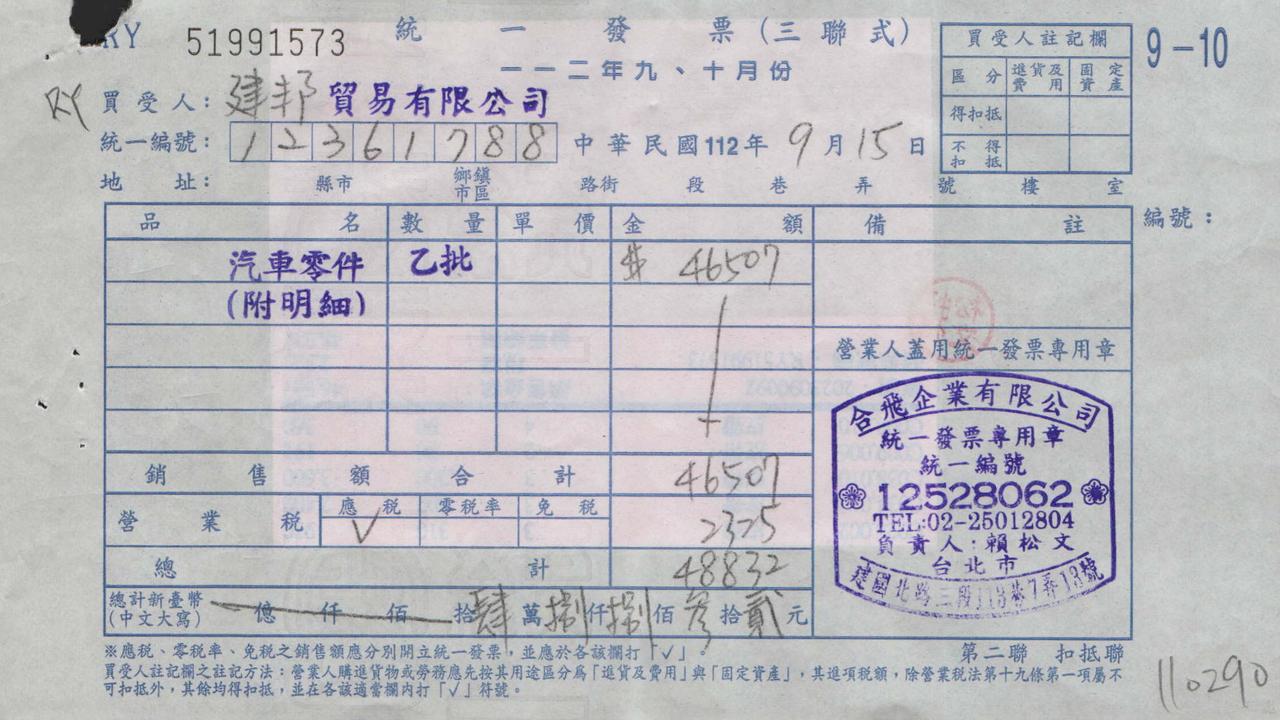 RY 51991573 統一發票(三聯式)
一一二年九、十月份
9-10
買受人註記欄
區分 進貨及費用 固定資產
得扣抵
不得扣抵
RY 買受人:建邦貿易有限公司
統一編號:12361788 中華民國112年9月15日
地址: 縣市 鄉鎮市區 路街 段 巷 弄 號 樓 室
品名 數量 單價 金額 備註 編號:
汽車零件 乙批 $ 46507
(附明細)
營業人蓋用統一發票專用章
合飛企業有限公司
統一發票專用章
統一編號
12528062
TEL:02-25012804
負責人:賴松文
台北市
建國北路三段113巷7弄13號
銷售額合計 46507
營業稅 應稅 零稅率 免稅
V 2325
總計 48832
總計新臺幣(中文大寫) 億 仟 佰 拾肆萬捌仟捌佰參拾貳元
※應稅、零稅率、免稅之銷售額應分別開立統一發票,並應於各該欄打「√」 第二聯 扣抵聯
買受人註記欄之註記方法:營業人購進貨物或勞務應先按其用途區分為「進貨及費用」與「固定資產」,其進項稅額,除營業稅法第十九條第一項屬不
可扣抵外,其餘均得扣抵,並在各該適當欄內打「√」符號。
110290